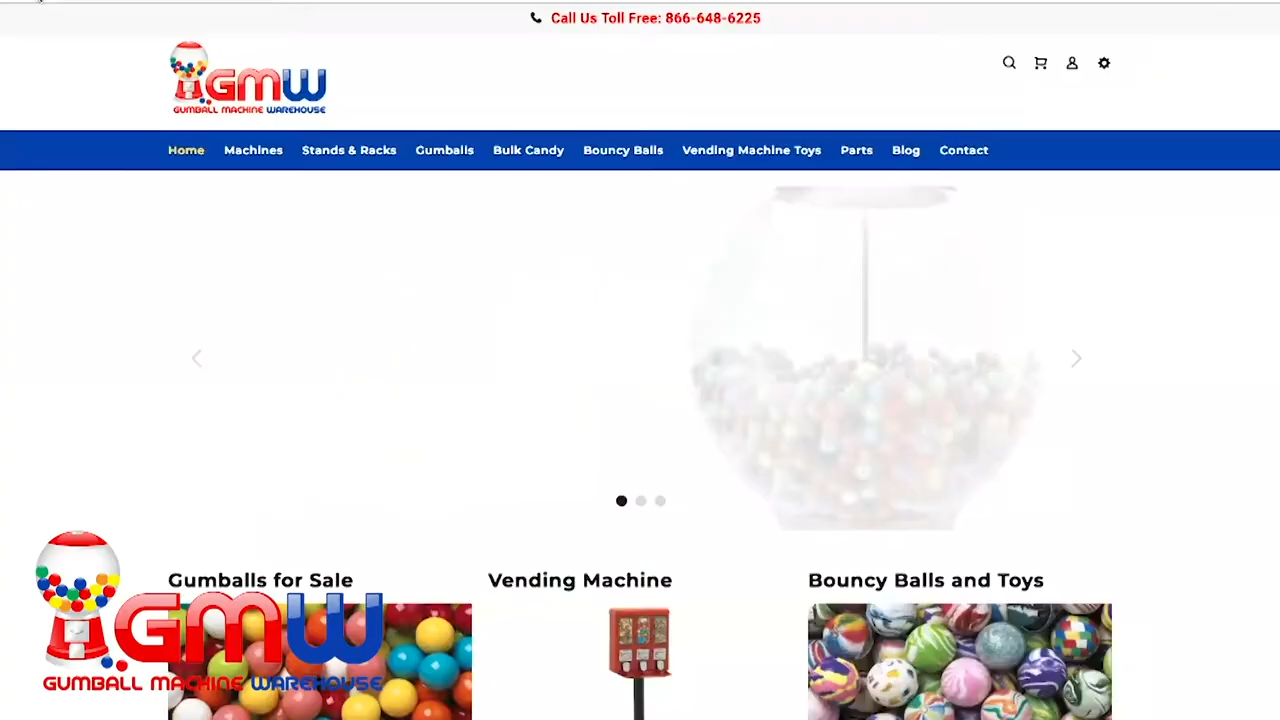 Call Us Toll Free: 866-648-6225
GMW
GUMBALL MACHINE WAREHOUSE
Home Machines Stands & Racks Gumballs Bulk Candy Bouncy Balls Vending Machine Toys Parts Blog Contact
Gumballs for Sale Vending Machine Bouncy Balls and Toys
GMW
GUMBALL MACHINE WAREHOUSE